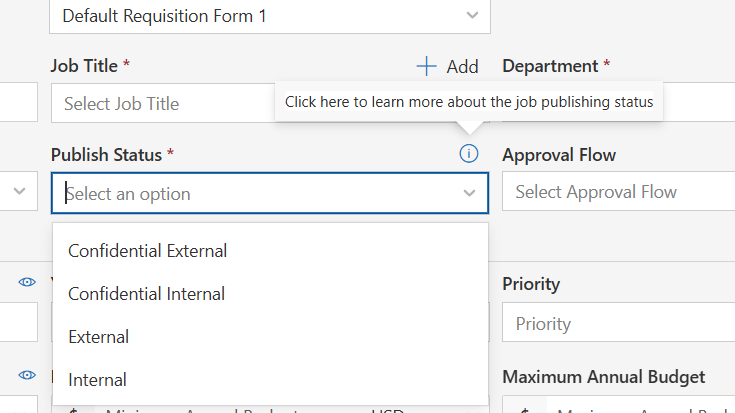 Default Requisition Form 1
Job Title *
Add
Department *
Select Job Title
Click here to learn more about the job publishing status
Publish Status *
Approval Flow
Select an option
Select Approval Flow
Confidential External
Confidential Internal
Priority
External
Priority
Internal
Maximum Annual Budget
USD